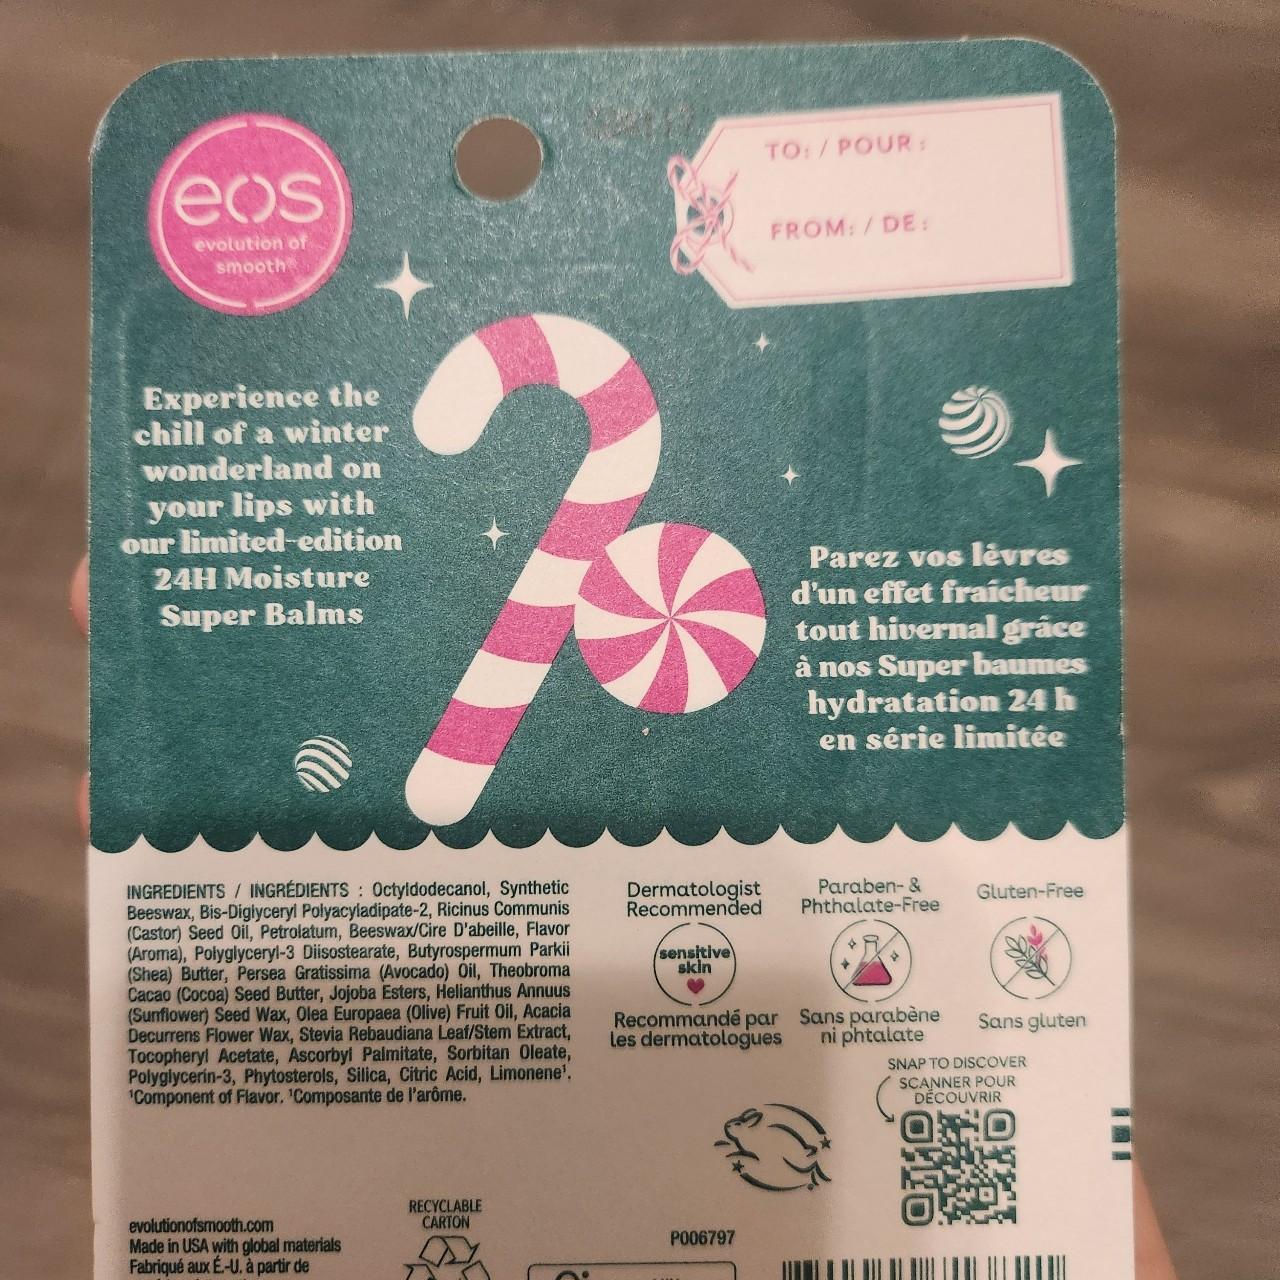 eos
evolution of
smooth®
TO: / POUR :
FROM: / DE :
Experience the
chill of a winter
wonderland on
your lips with
our limited-edition
24H Moisture
Super Balms
Parez vos lèvres
d'un effet fraîcheur
tout hivernal grâce
à nos Super baumes
hydratation 24 h
en série limitée
INGREDIENTS / INGRÉDIENTS : Octyldodecanol, Synthetic
Beeswax, Bis-Diglyceryl Polyacyladipate-2, Ricinus Communis
(Castor) Seed Oil, Petrolatum, Beeswax/Cire D'abeille, Flavor
(Aroma), Polyglyceryl-3 Diisostearate, Butyrospermum Parkii
(Shea) Butter, Persea Gratissima (Avocado) Oil, Theobroma
Cacao (Cocoa) Seed Butter, Jojoba Esters, Helianthus Annuus
(Sunflower) Seed Wax, Olea Europaea (Olive) Fruit Oil, Acacia
Decurrens Flower Wax, Stevia Rebaudiana Leaf/Stem Extract,
Tocopheryl Acetate, Ascorbyl Palmitate, Sorbitan Oleate,
Polyglycerin-3, Phytosterols, Silica, Citric Acid, Limonene¹.
¹Component of Flavor. ¹Composante de l'arôme.
Dermatologist
Recommended
sensitive
skin
Recommandé par
les dermatologues
Paraben- &
Phthalate-Free
Sans parabène
ni phtalate
Gluten-Free
Sans gluten
SNAP TO DISCOVER
SCANNER POUR
DÉCOUVRIR
evolutionofsmooth.com
Made in USA with global materials
Fabriqué aux É.-U. à partir de
RECYCLABLE
CARTON
P006797